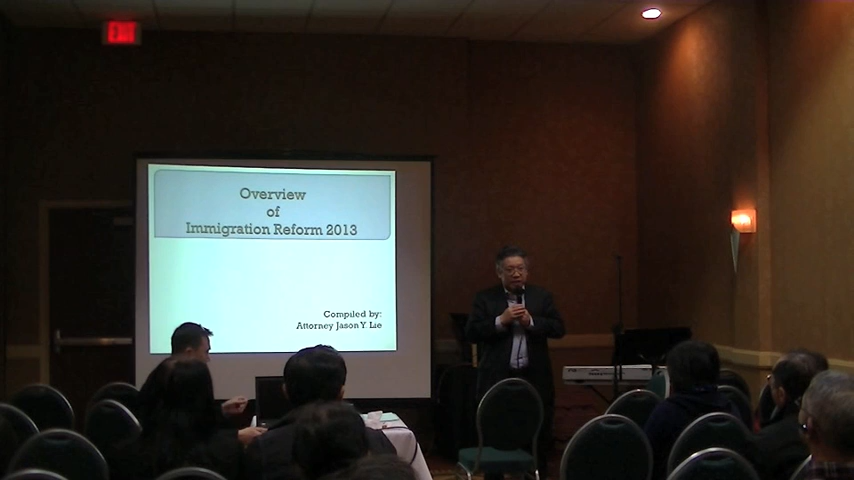 EXIT
Overview
of
Immigration Reform 2013
Compiled by:
Attorney Jason Y. Lie